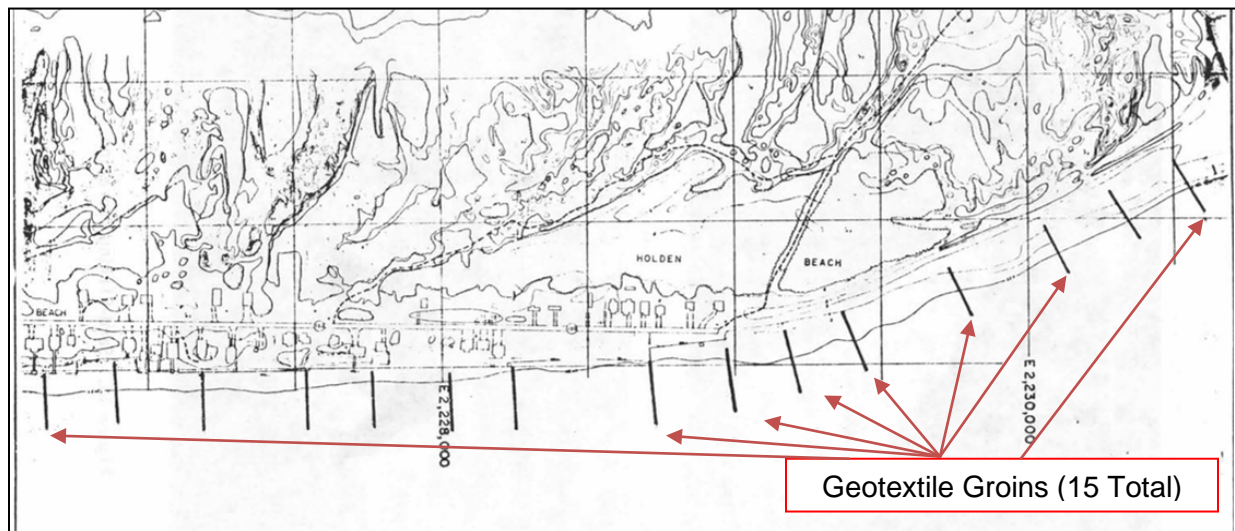 HOLDEN
BEACH
BEACH
E 2,228,000
E 2,230,000
Geotextile Groins (15 Total)